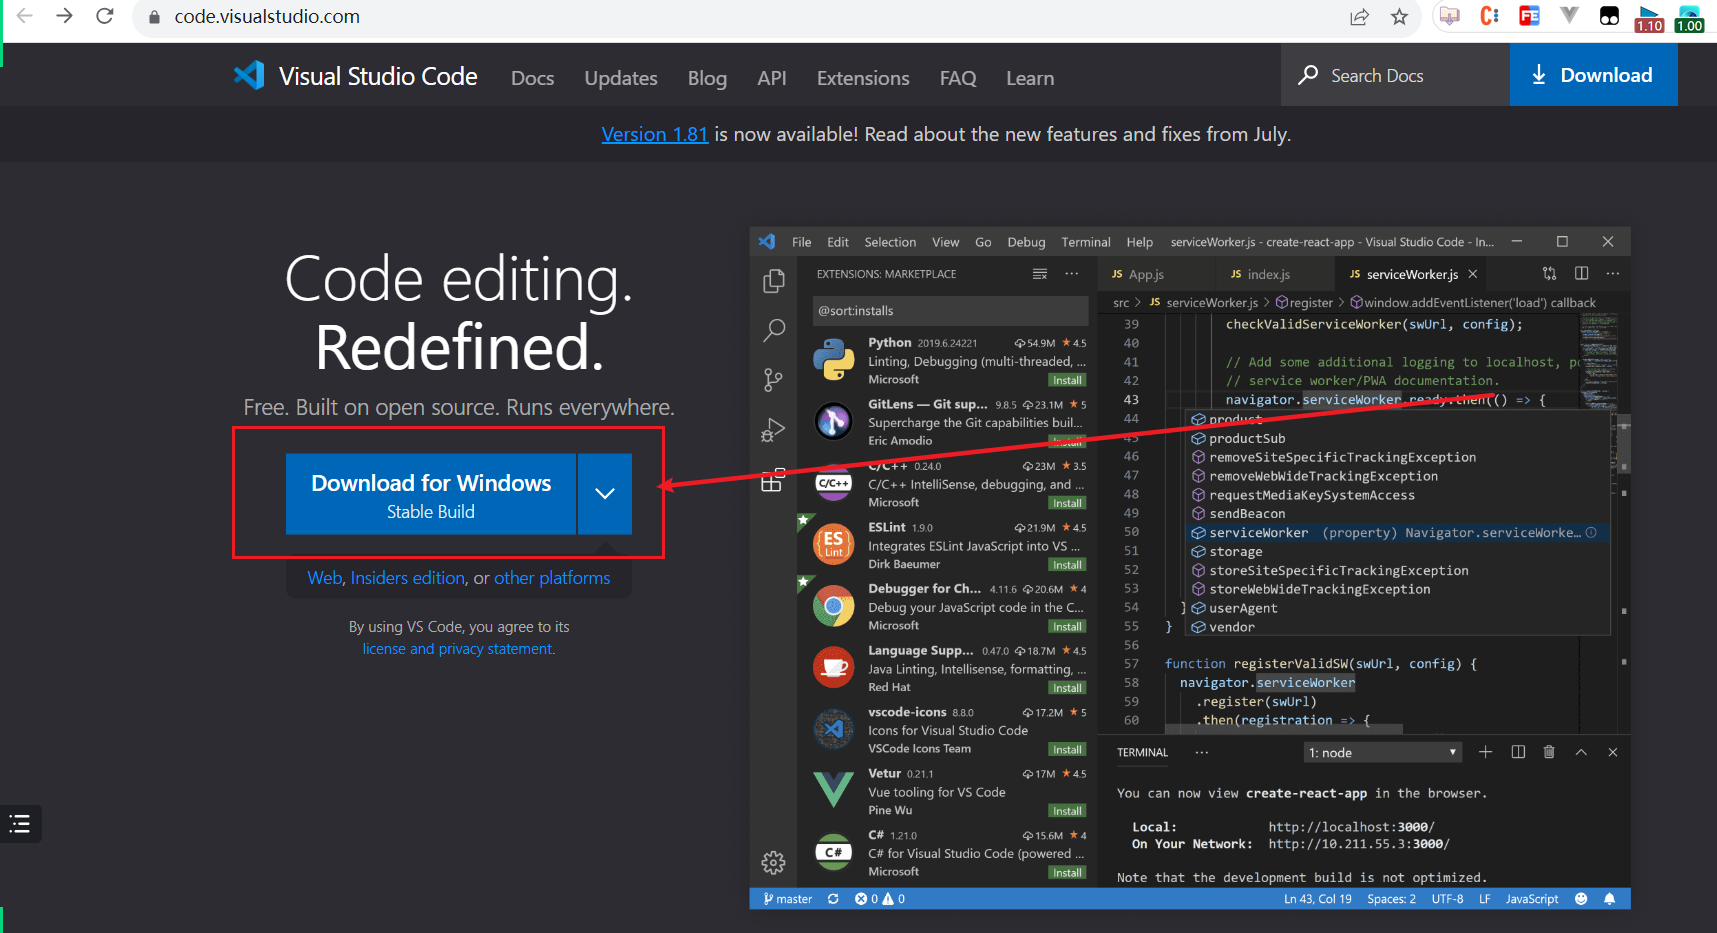 code.visualstudio.com
1.10
1.00
Visual Studio Code Docs Updates Blog API Extensions FAQ Learn Search Docs Download
Version 1.81 is now available! Read about the new features and fixes from July.
Code editing.
Redefined.
Free. Built on open source. Runs everywhere.
Download for Windows
Stable Build
Web, Insiders edition, or other platforms
By using VS Code, you agree to its
license and privacy statement.
File Edit Selection View Go Debug Terminal Help serviceWorker.js - create-react-app - Visual Studio Code - In...
EXTENSIONS: MARKETPLACE
@sort:installs
Python 2019.6.24221 54.9M 4.5
Linting, Debugging (multi-threaded, ...
Microsoft Install
GitLens — Git sup... 9.8.5 23.1M 5
Supercharge the Git capabilities buil...
Eric Amodio Install
C/C++ 0.24.0 23M 3.5
C/C++
C/C++ IntelliSense, debugging, and ...
Microsoft Install
ESLint 1.9.0 21.9M 4.5
ES
Lint
Integrates ESLint JavaScript into VS ...
Dirk Baeumer Install
Debugger for Ch... 4.11.6 20.6M 4
Debug your JavaScript code in the C...
Microsoft Install
Language Supp... 0.47.0 18.7M 4.5
Java Linting, Intellisense, formatting, ...
Red Hat Install
vscode-icons 8.8.0 17.2M 5
Icons for Visual Studio Code
VSCode Icons Team Install
Vetur 0.21.1 17M 4.5
Vue tooling for VS Code
Pine Wu Install
C# 1.21.0 15.6M 4
C#
C# for Visual Studio Code (powered ...
Microsoft Install
JS App.js JS index.js JS serviceWorker.js
src > JS serviceWorker.js > register > window.addEventListener('load') callback
39 checkValidServiceWorker(swUrl, config);
40
41 // Add some additional logging to localhost, po
42 // service worker/PWA documentation.
43 navigator.serviceWorker.ready.then(() => {
44 product
45 productSub
46 removeSiteSpecificTrackingException
47 removeWebWideTrackingException
48 requestMediaKeySystemAccess
49 sendBeacon
50 serviceWorker (property) Navigator.serviceWorke...
51 storage
52 storeSiteSpecificTrackingException
53 storeWebWideTrackingException
54 } userAgent
55 } vendor
56
57 function registerValidSW(swUrl, config) {
58 navigator.serviceWorker
59 .register(swUrl)
60 .then(registration => {
TERMINAL ... 1: node
You can now view create-react-app in the browser.
Local: http://localhost:3000/
On Your Network: http://10.211.55.3:3000/
Note that the development build is not optimized.
master 0 0 Ln 43, Col 19 Spaces: 2 UTF-8 LF JavaScript